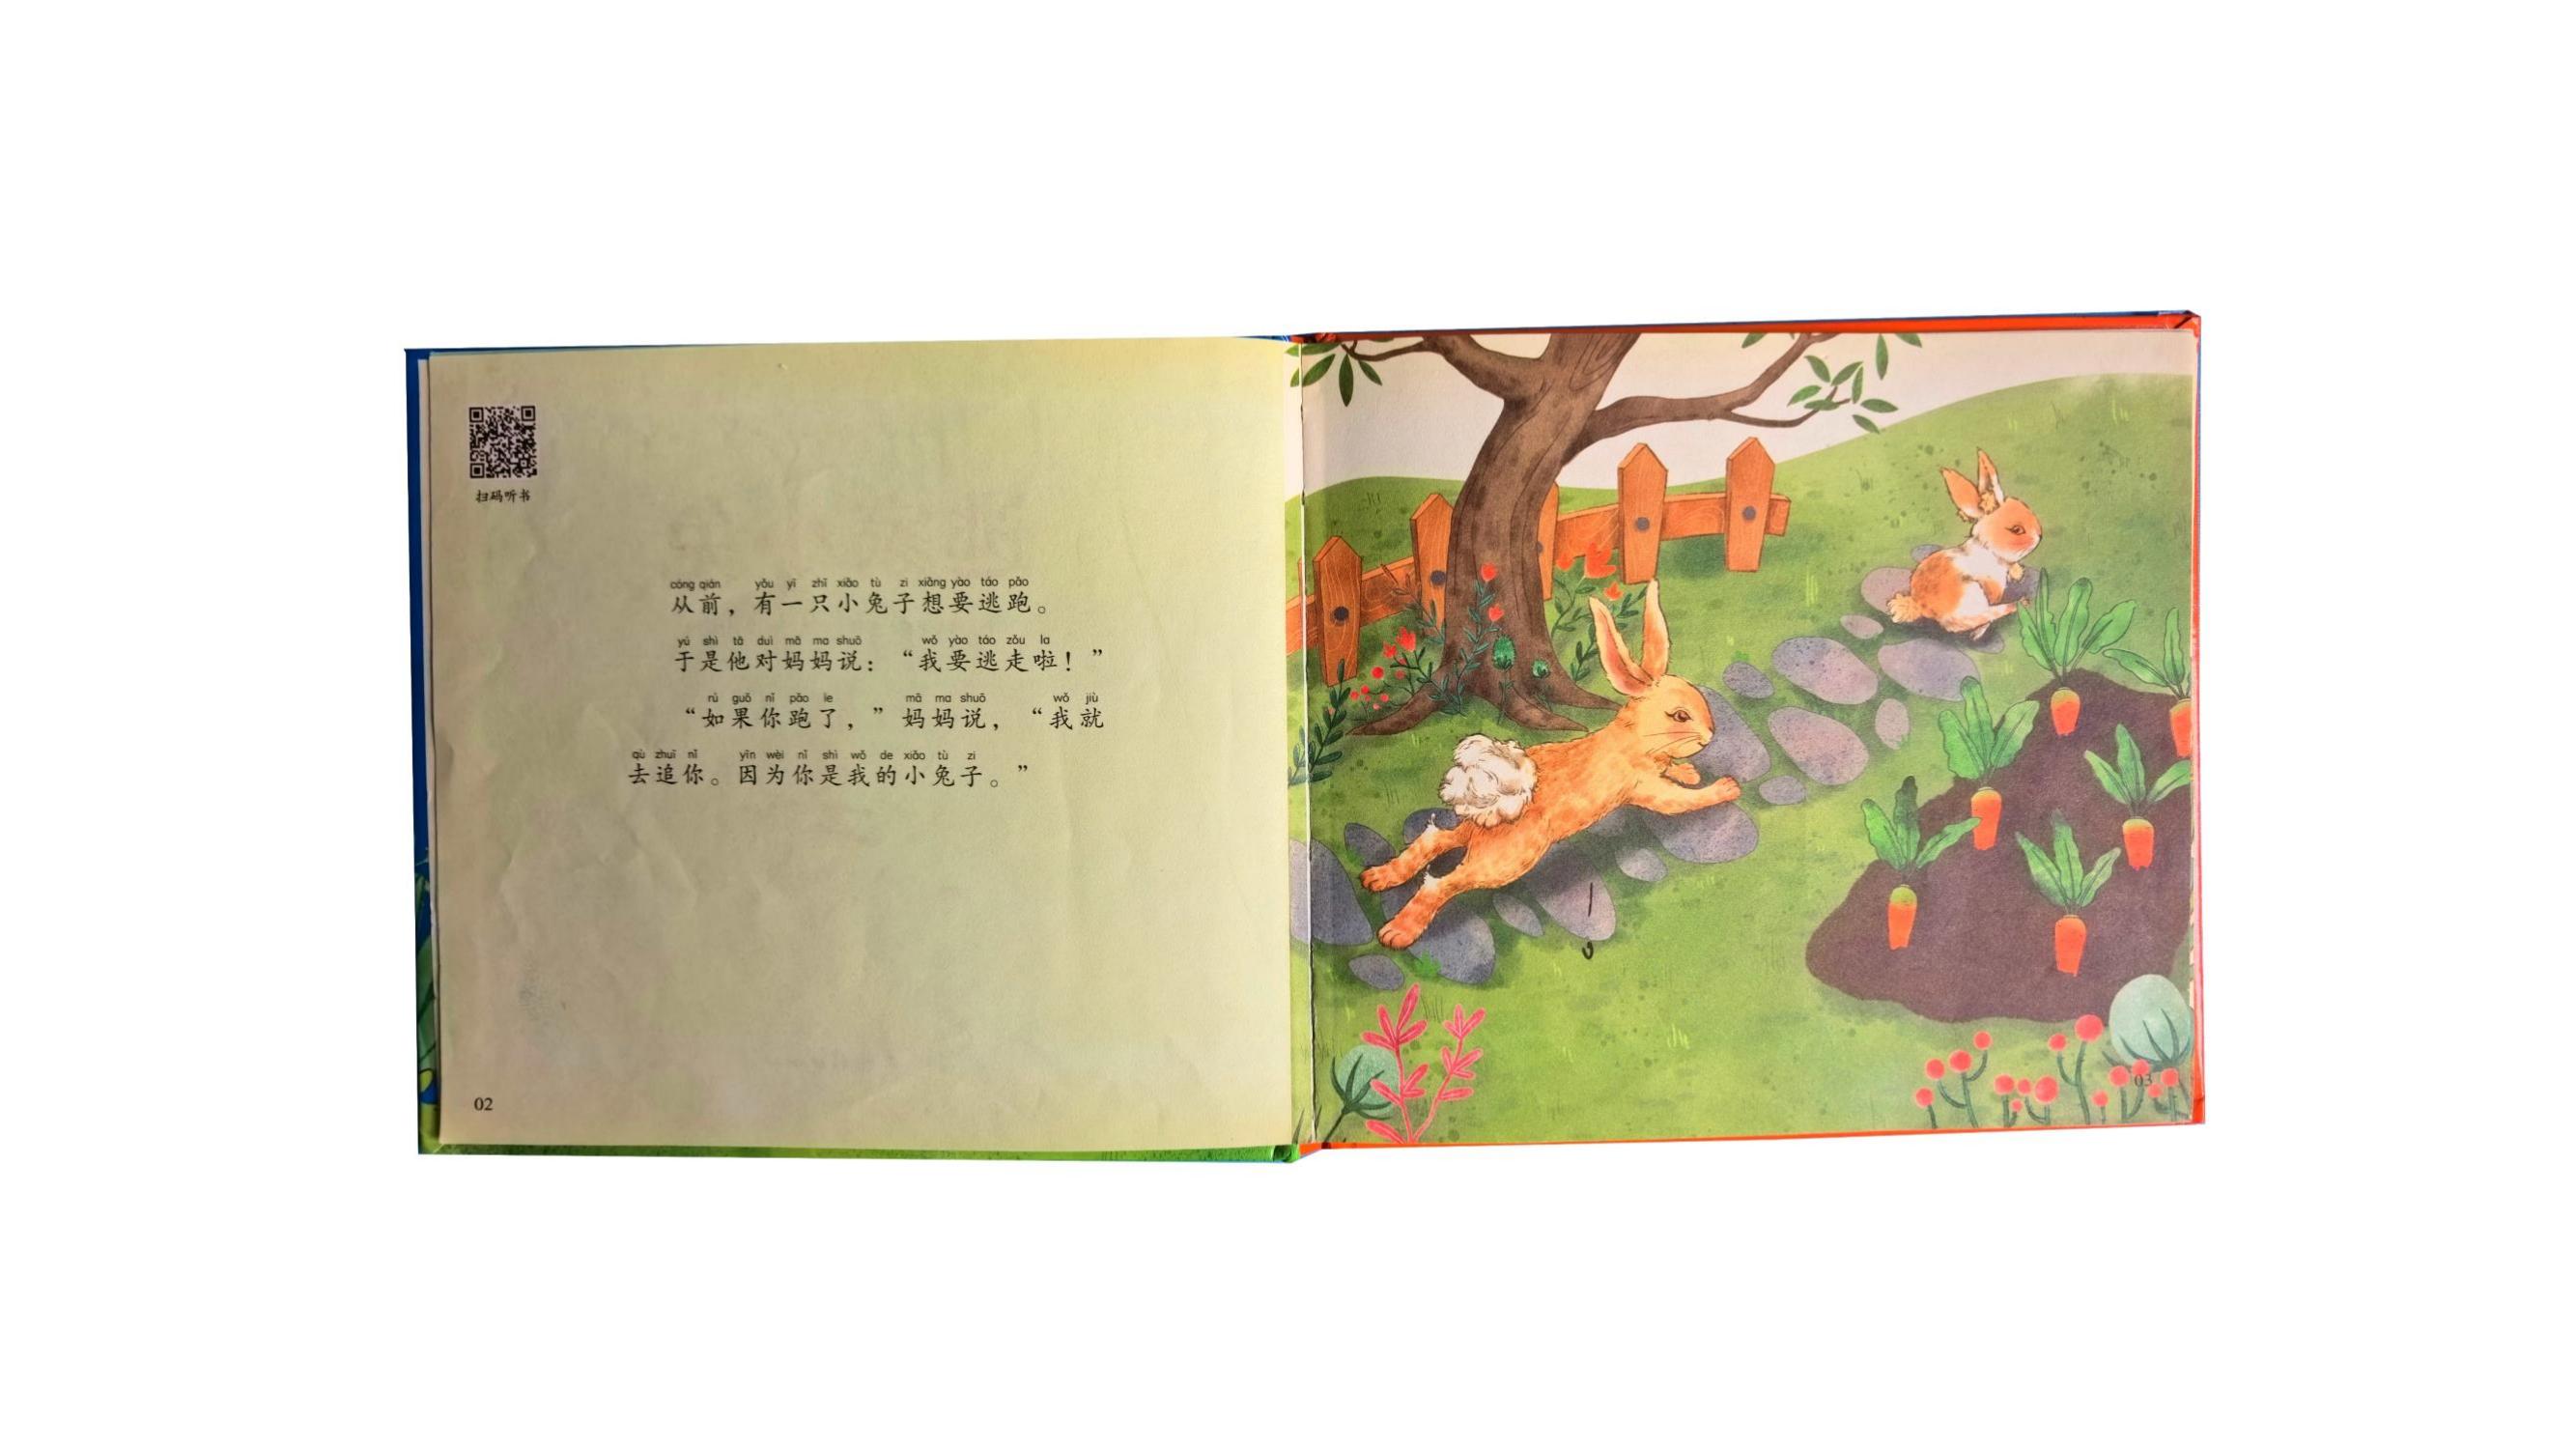 扫码听书
cóng qián yǒu yī zhī xiǎo tù zi xiǎng yào táo pǎo
从前，有一只小兔子想要逃跑。
yú shì tā duì mā ma shuō wǒ yào táo zǒu la
于是他对妈妈说：“我要逃走啦！”
rú guǒ nǐ pǎo le mā ma shuō wǒ jiù
“如果你跑了，”妈妈说，“我就
qù zhuī nǐ yīn wèi nǐ shì wǒ de xiǎo tù zi
去追你。因为你是我的小兔子。”
02
03